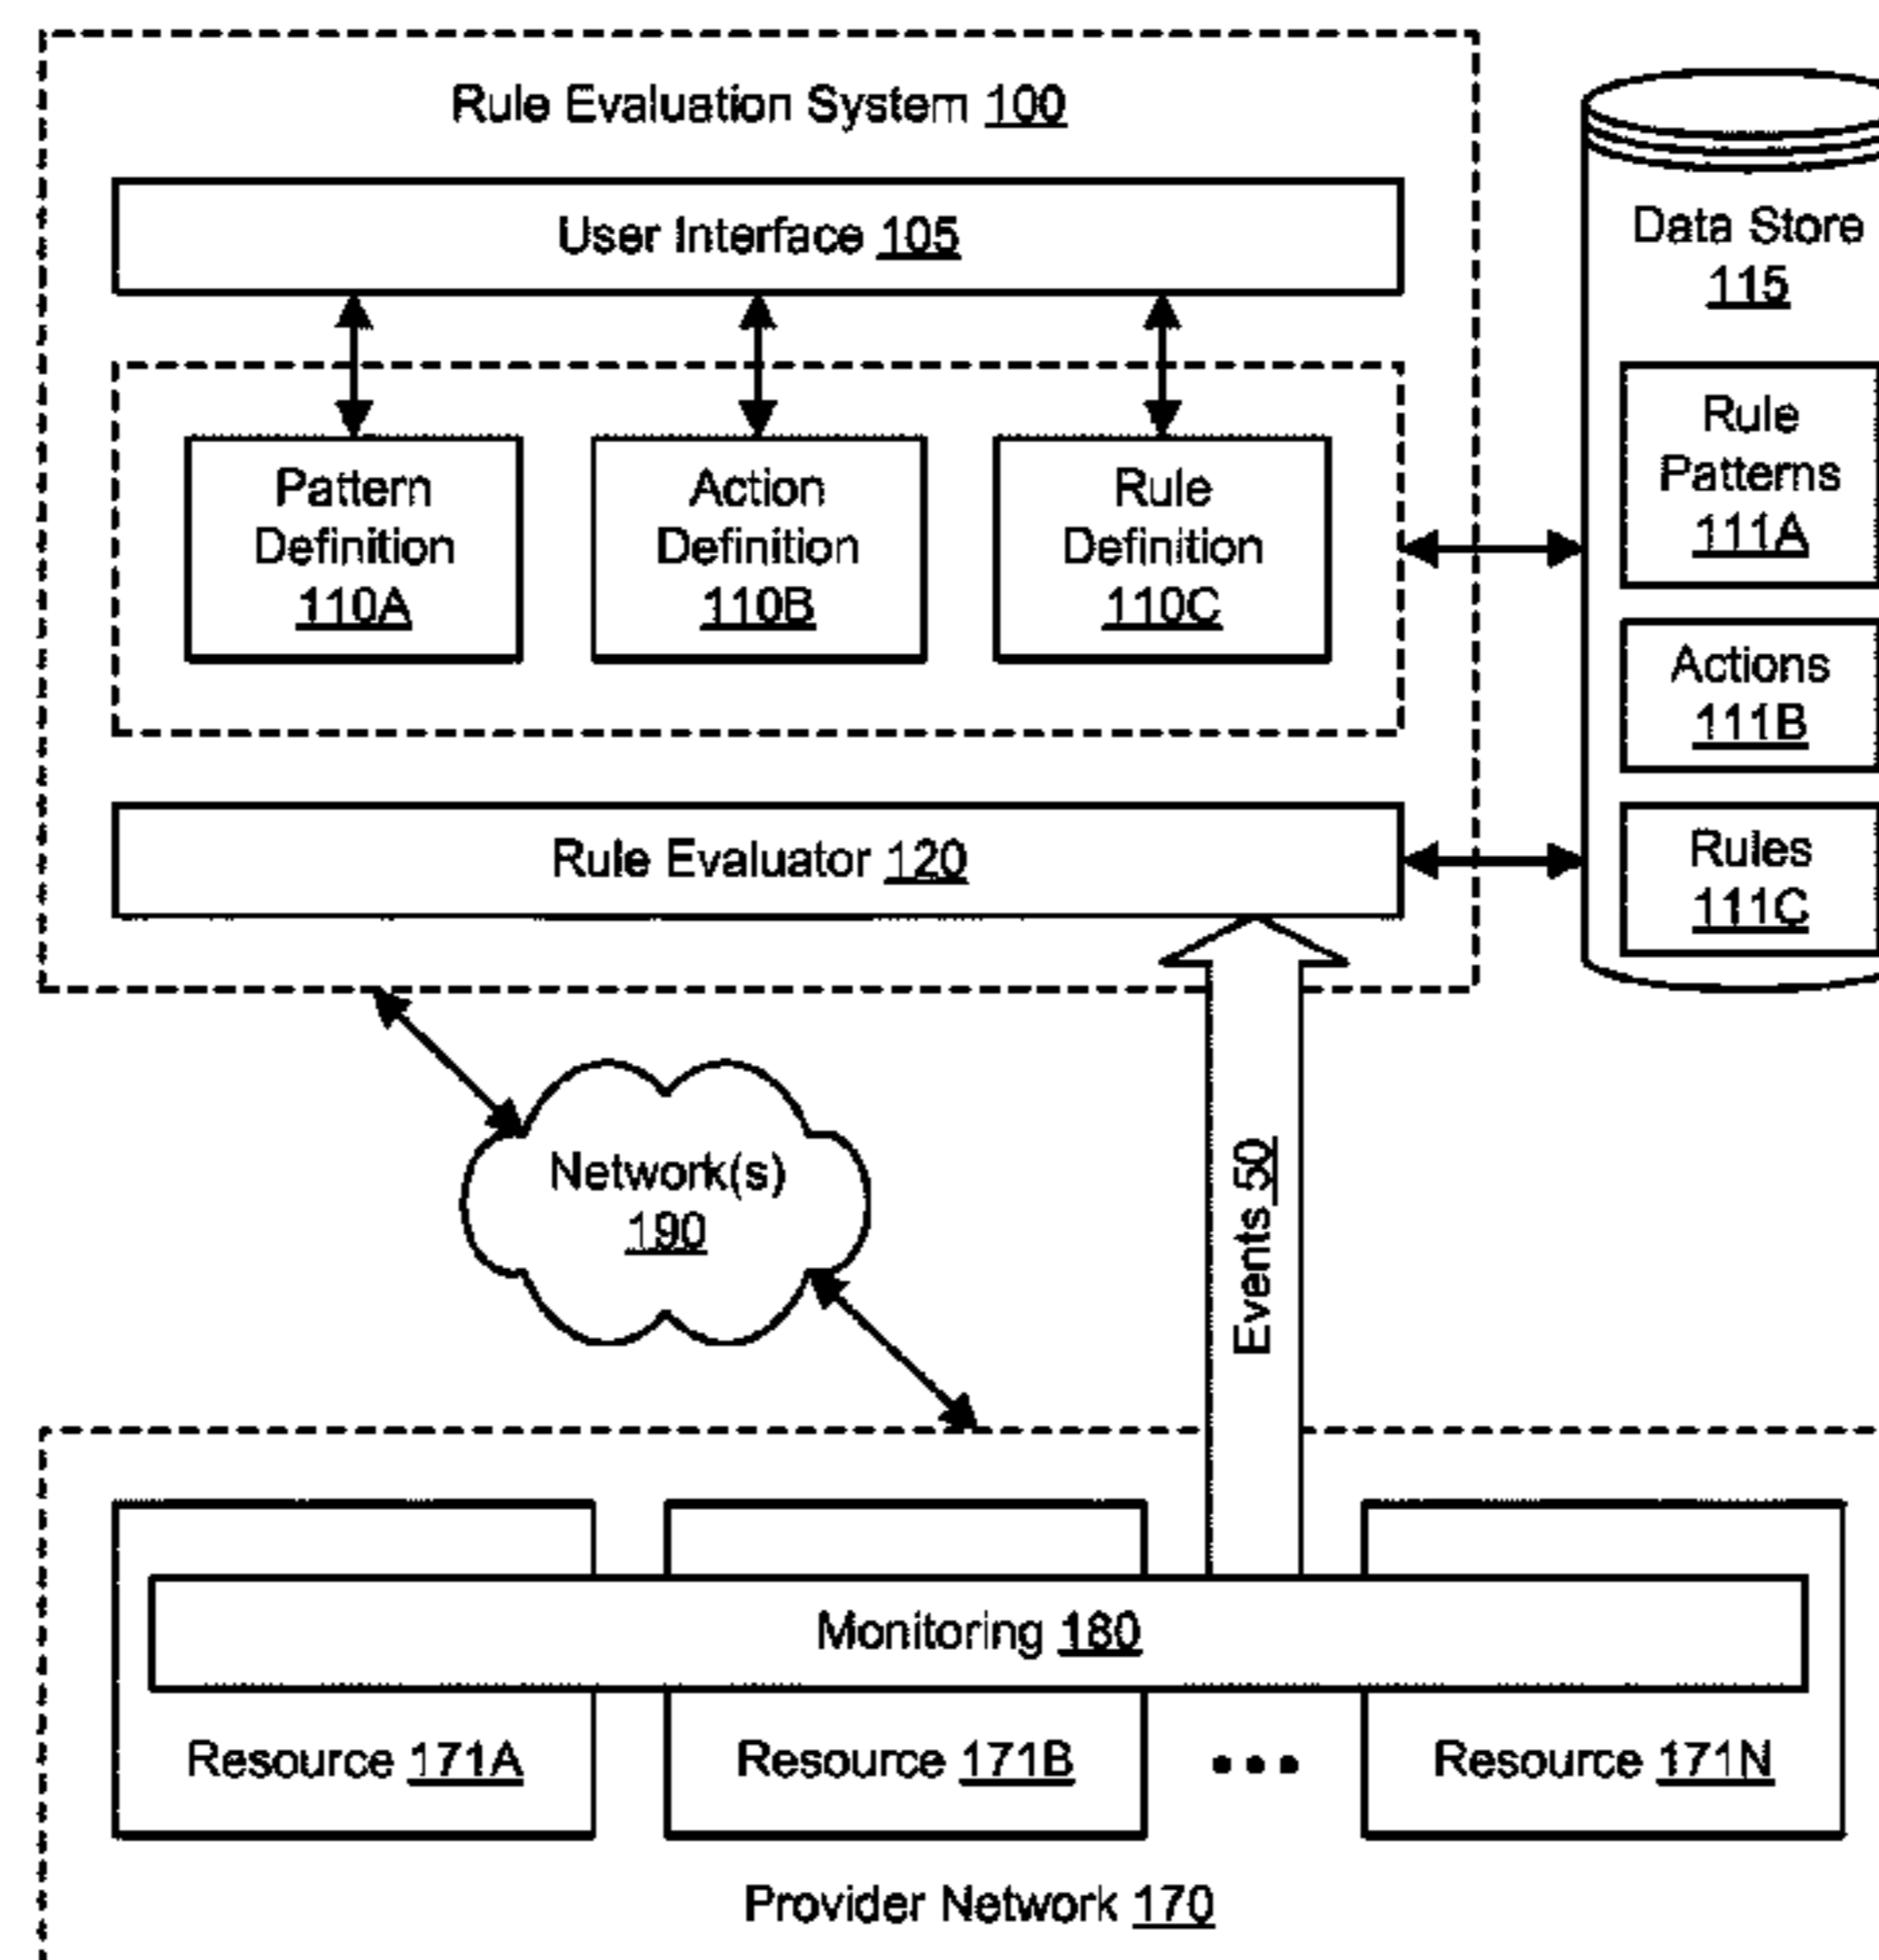 Rule Evaluation System 100
User Interface 105
Pattern
Definition
110A
Action
Definition
110B
Rule
Definition
110C
Rule Evaluator 120
Data Store
115
Rule
Patterns
111A
Actions
111B
Rules
111C
Network(s)
190
Events 50
Monitoring 180
Resource 171A
Resource 171B
•••
Resource 171N
Provider Network 170